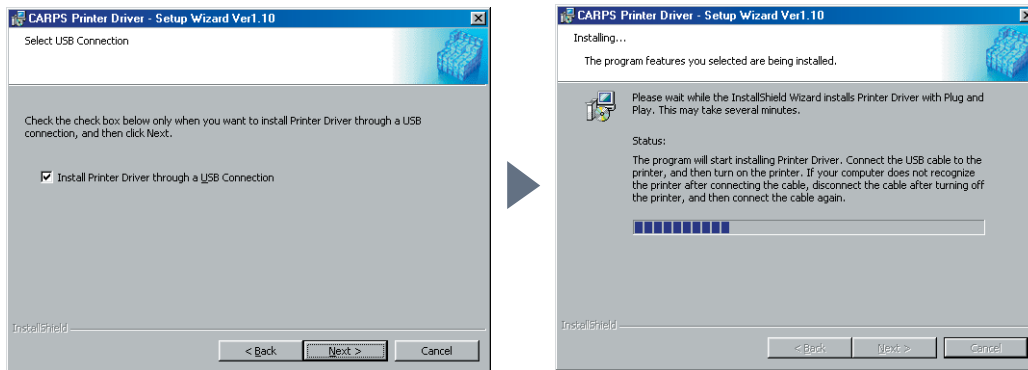 CARPS Printer Driver - Setup Wizard Ver1.10
Select USB Connection
Check the check box below only when you want to install Printer Driver through a USB
connection, and then click Next.
Install Printer Driver through a USB Connection
InstallShield
< Back
Next >
Cancel
CARPS Printer Driver - Setup Wizard Ver1.10
Installing...
The program features you selected are being installed.
Please wait while the InstallShield Wizard installs Printer Driver with Plug and
Play. This may take several minutes.
Status:
The program will start installing Printer Driver. Connect the USB cable to the
printer, and then turn on the printer. If your computer does not recognize
the printer after connecting the cable, disconnect the cable after turning off
the printer, and then connect the cable again.
InstallShield
< Back
Next >
Cancel